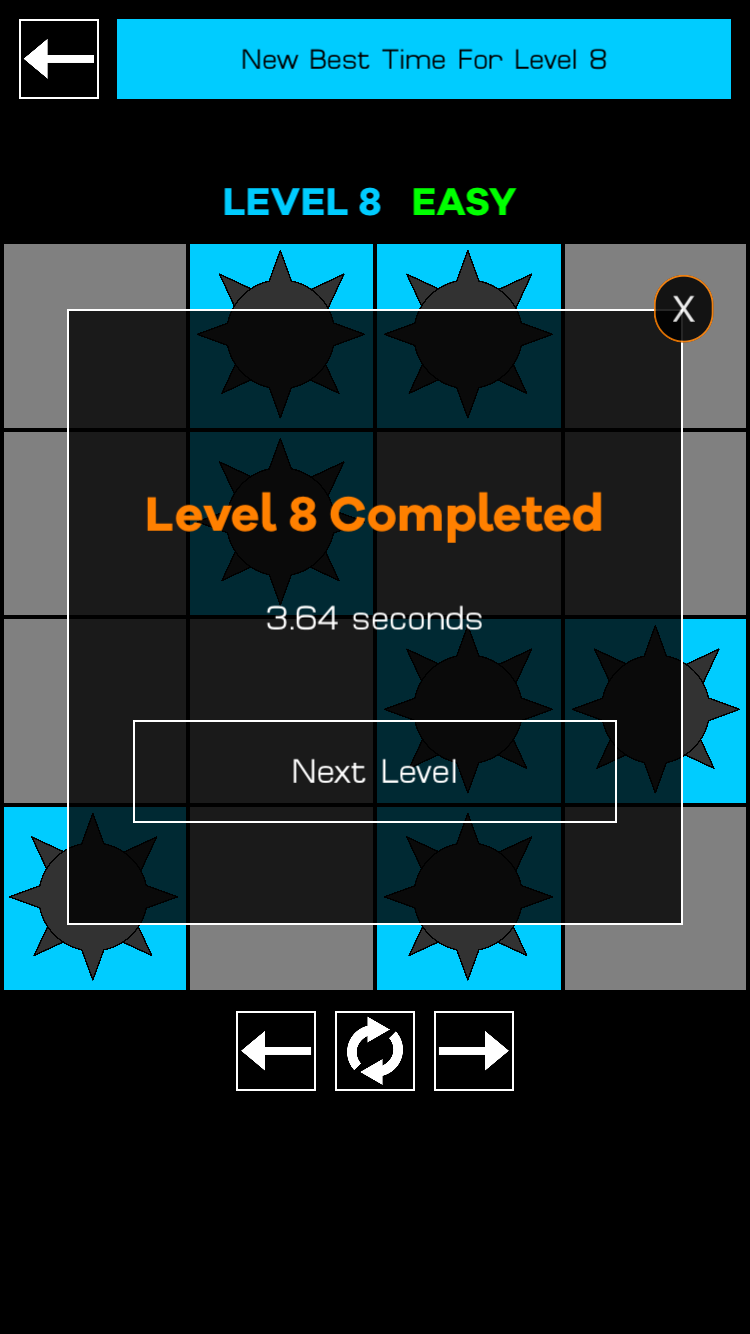 New Best Time For Level 8
LEVEL 8 EASY
X
Level 8 Completed
3.64 seconds
Next Level